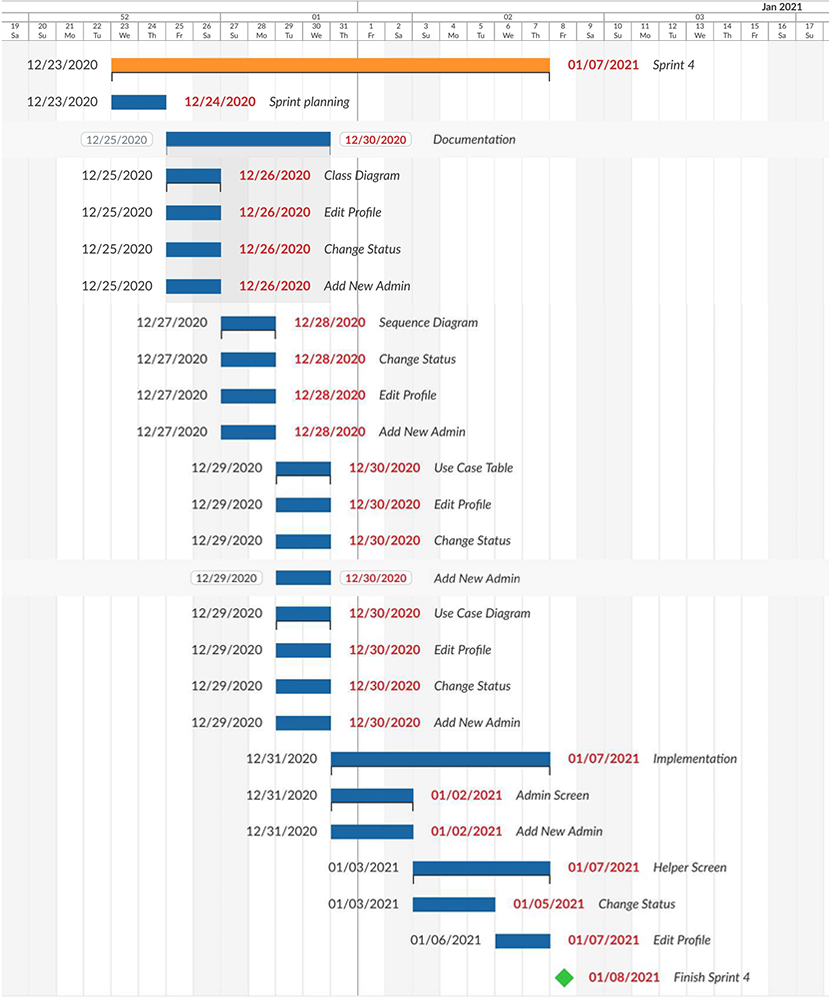 Jan 2021
52 01 02 03
19 20 21 22 23 24 25 26 27 28 29 30 31 1 2 3 4 5 6 7 8 9 10 11 12 13 14 15 16 17
Sa Su Mo Tu We Th Fr Sa Su Mo Tu We Th Fr Sa Su Mo Tu We Th Fr Sa Su Mo Tu We Th Fr Sa Su
12/23/2020 01/07/2021 Sprint 4
12/23/2020 12/24/2020 Sprint planning
12/25/2020 12/30/2020 Documentation
12/25/2020 12/26/2020 Class Diagram
12/25/2020 12/26/2020 Edit Profile
12/25/2020 12/26/2020 Change Status
12/25/2020 12/26/2020 Add New Admin
12/27/2020 12/28/2020 Sequence Diagram
12/27/2020 12/28/2020 Change Status
12/27/2020 12/28/2020 Edit Profile
12/27/2020 12/28/2020 Add New Admin
12/29/2020 12/30/2020 Use Case Table
12/29/2020 12/30/2020 Edit Profile
12/29/2020 12/30/2020 Change Status
12/29/2020 12/30/2020 Add New Admin
12/29/2020 12/30/2020 Use Case Diagram
12/29/2020 12/30/2020 Edit Profile
12/29/2020 12/30/2020 Change Status
12/29/2020 12/30/2020 Add New Admin
12/31/2020 01/07/2021 Implementation
12/31/2020 01/02/2021 Admin Screen
12/31/2020 01/02/2021 Add New Admin
01/03/2021 01/07/2021 Helper Screen
01/03/2021 01/05/2021 Change Status
01/06/2021 01/07/2021 Edit Profile
01/08/2021 Finish Sprint 4